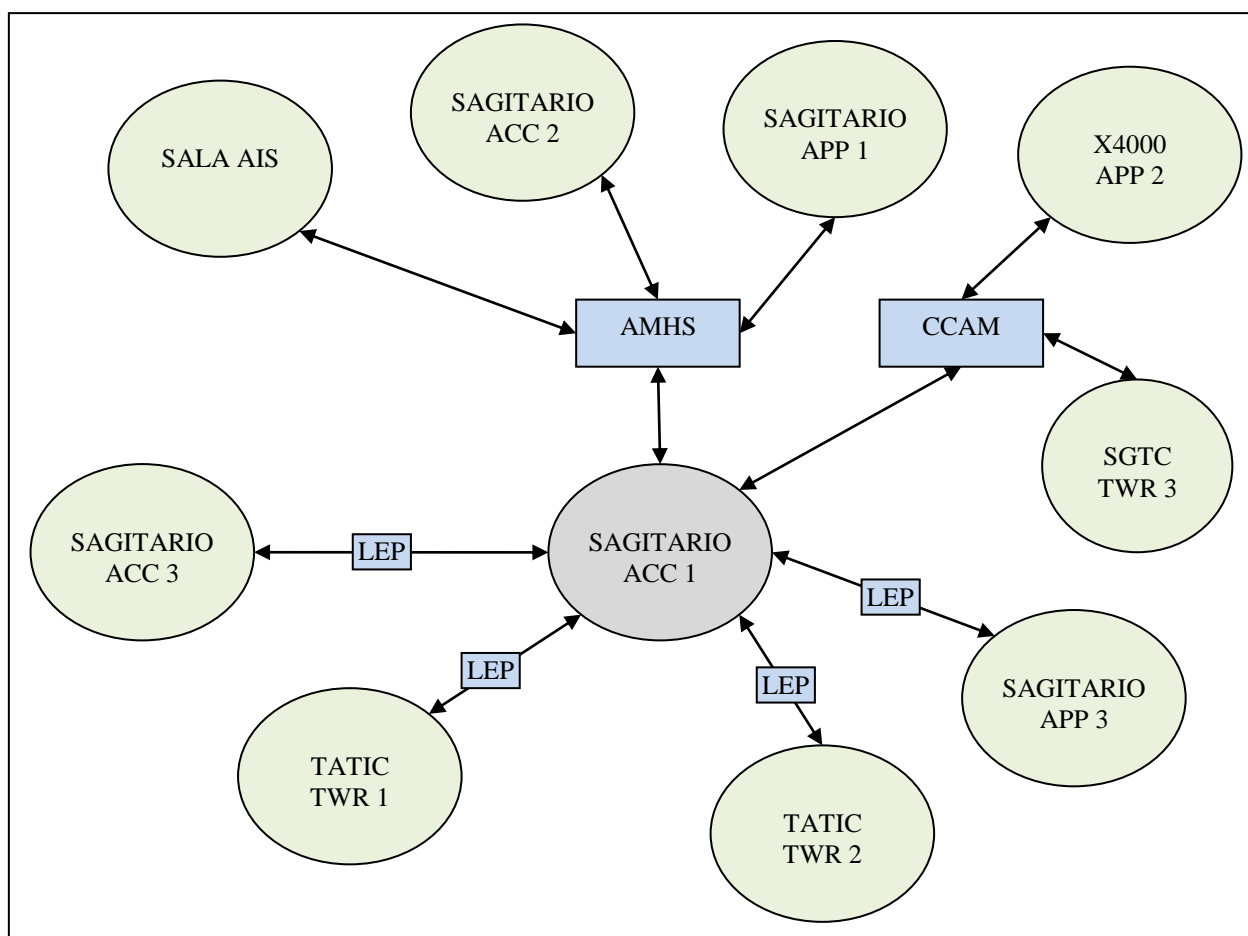 SALA AIS
SAGITARIO
ACC 2
SAGITARIO
APP 1
X4000
APP 2
AMHS
CCAM
SGTC
TWR 3
SAGITARIO
ACC 3
LEP
SAGITARIO
ACC 1
LEP
LEP
LEP
SAGITARIO
APP 3
TATIC
TWR 1
TATIC
TWR 2